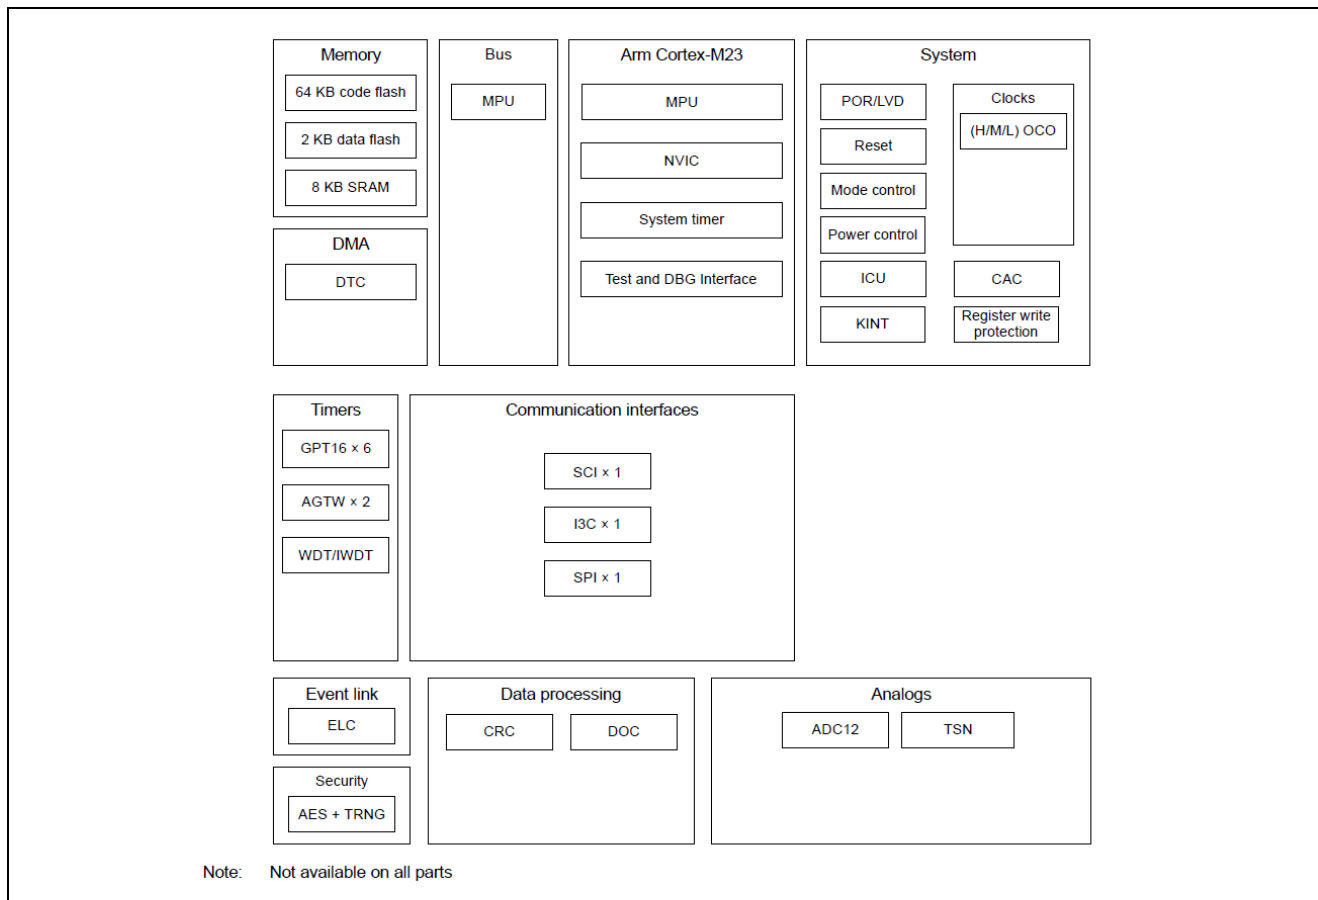 Memory
64 KB code flash
2 KB data flash
8 KB SRAM
DMA
DTC
Bus
MPU
Arm Cortex-M23
MPU
NVIC
System timer
Test and DBG Interface
System
POR/LVD
Reset
Mode control
Power control
ICU
KINT
Clocks
(H/M/L) OCO
CAC
Register write
protection
Timers
GPT16 × 6
AGTW × 2
WDT/IWDT
Communication interfaces
SCI × 1
I3C × 1
SPI × 1
Event link
ELC
Security
AES + TRNG
Data processing
CRC
DOC
Analogs
ADC12
TSN
Note: Not available on all parts